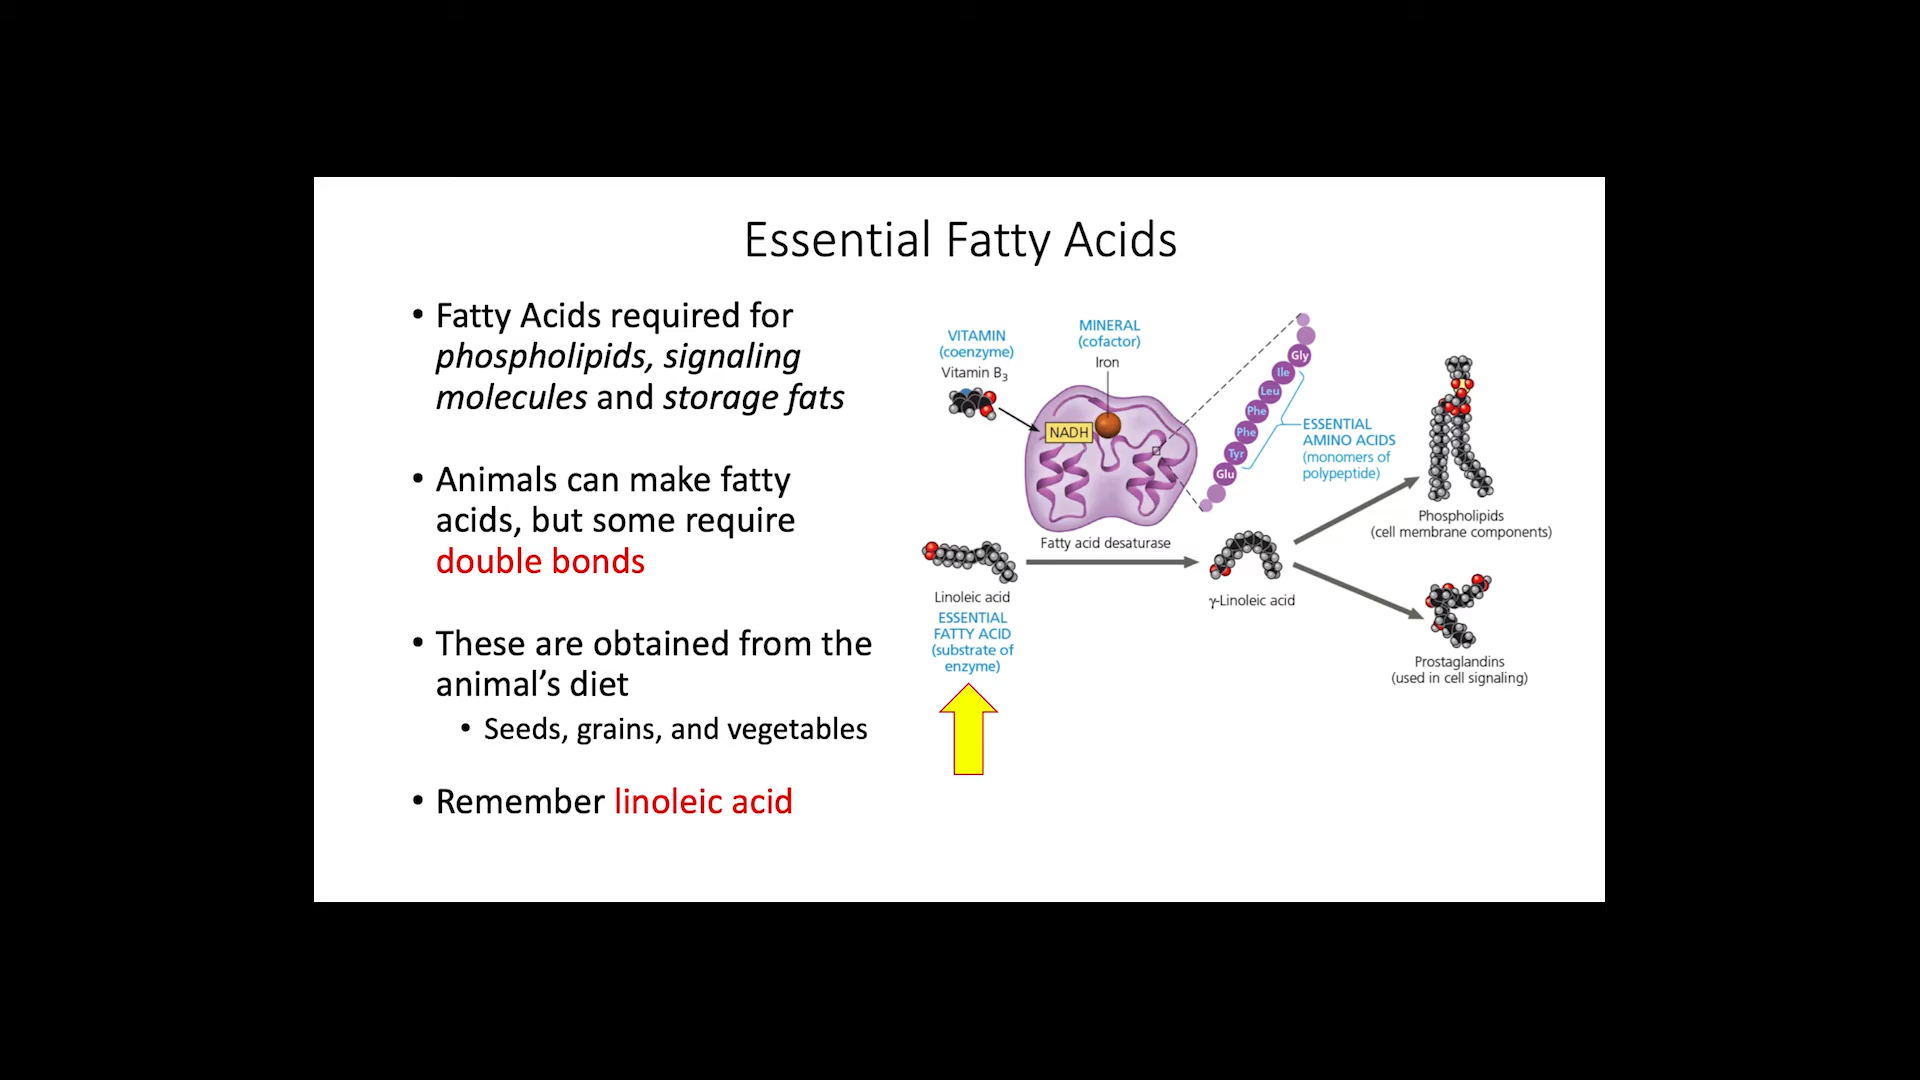 Essential Fatty Acids
• Fatty Acids required for
phospholipids, signaling
molecules and storage fats
• Animals can make fatty
acids, but some require
double bonds
• These are obtained from the
animal’s diet
• Seeds, grains, and vegetables
• Remember linoleic acid
VITAMIN
(coenzyme)
Vitamin B3
MINERAL
(cofactor)
Iron
NADH
Gly
Ile
Leu
Phe
Phe
Tyr
Glu
ESSENTIAL
AMINO ACIDS
(monomers of
polypeptide)
Fatty acid desaturase
Linoleic acid
ESSENTIAL
FATTY ACID
(substrate of
enzyme)
γ-Linoleic acid
Phospholipids
(cell membrane components)
Prostaglandins
(used in cell signaling)